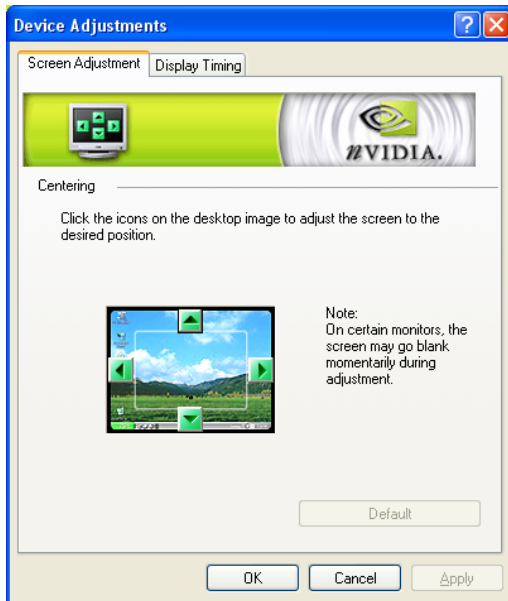 Device Adjustments
Screen Adjustment
Display Timing
nVIDIA.
Centering
Click the icons on the desktop image to adjust the screen to the
desired position.
Note:
On certain monitors, the
screen may go blank
momentarily during
adjustment.
Default
OK
Cancel
Apply